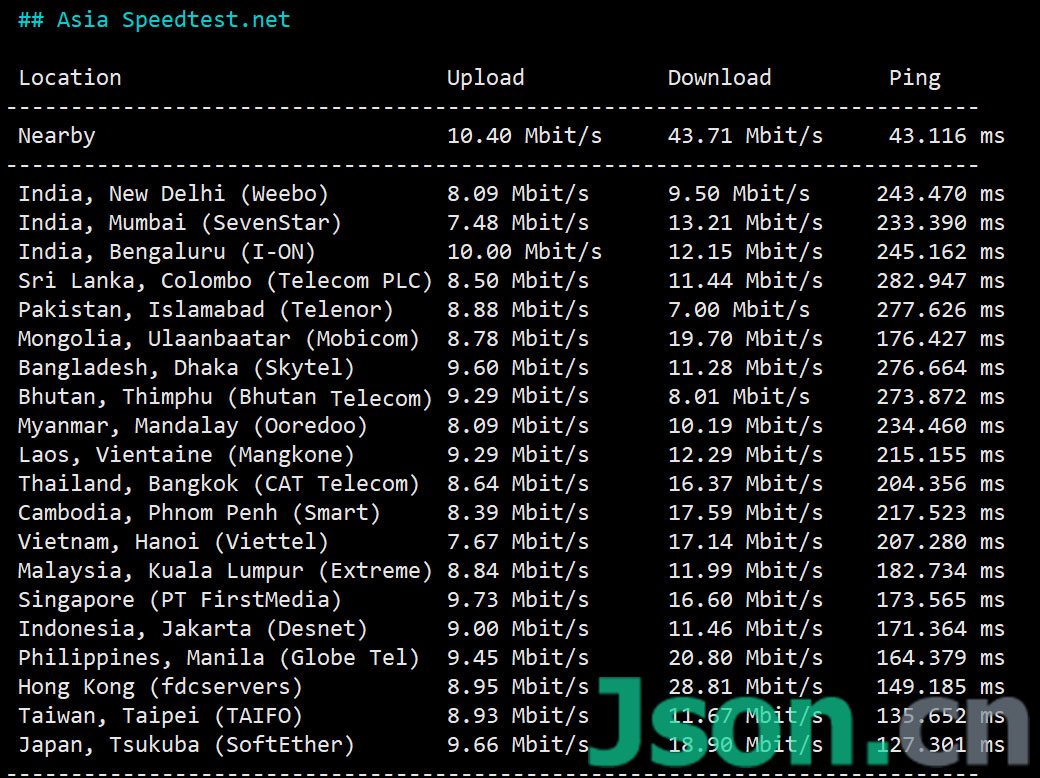 ## Asia Speedtest.net
Location Upload Download Ping
--------------------------------------------------------------------------- 
Nearby 10.40 Mbit/s 43.71 Mbit/s 43.116 ms
---------------------------------------------------------------------------
India, New Delhi (Weebo) 8.09 Mbit/s 9.50 Mbit/s 243.470 ms
India, Mumbai (SevenStar) 7.48 Mbit/s 13.21 Mbit/s 233.390 ms
India, Bengaluru (I-ON) 10.00 Mbit/s 12.15 Mbit/s 245.162 ms
Sri Lanka, Colombo (Telecom PLC) 8.50 Mbit/s 11.44 Mbit/s 282.947 ms
Pakistan, Islamabad (Telenor) 8.88 Mbit/s 7.00 Mbit/s 277.626 ms
Mongolia, Ulaanbaatar (Mobicom) 8.78 Mbit/s 19.70 Mbit/s 176.427 ms
Bangladesh, Dhaka (Skytel) 9.60 Mbit/s 11.28 Mbit/s 276.664 ms
Bhutan, Thimphu (Bhutan Telecom) 9.29 Mbit/s 8.01 Mbit/s 273.872 ms
Myanmar, Mandalay (Ooredoo) 8.09 Mbit/s 10.19 Mbit/s 234.460 ms
Laos, Vientaine (Mangkone) 9.29 Mbit/s 12.29 Mbit/s 215.155 ms
Thailand, Bangkok (CAT Telecom) 8.64 Mbit/s 16.37 Mbit/s 204.356 ms
Cambodia, Phnom Penh (Smart) 8.39 Mbit/s 17.59 Mbit/s 217.523 ms
Vietnam, Hanoi (Viettel) 7.67 Mbit/s 17.14 Mbit/s 207.280 ms
Malaysia, Kuala Lumpur (Extreme) 8.84 Mbit/s 11.99 Mbit/s 182.734 ms
Singapore (PT FirstMedia) 9.73 Mbit/s 16.60 Mbit/s 173.565 ms
Indonesia, Jakarta (Desnet) 9.00 Mbit/s 11.46 Mbit/s 171.364 ms
Philippines, Manila (Globe Tel) 9.45 Mbit/s 20.80 Mbit/s 164.379 ms
Hong Kong (fdcservers) 8.95 Mbit/s 28.81 Mbit/s 149.185 ms
Taiwan, Taipei (TAIFO) 8.93 Mbit/s 11.67 Mbit/s 135.652 ms
Japan, Tsukuba (SoftEther) 9.66 Mbit/s 18.90 Mbit/s 127.301 ms
---------------------------------------------------------------------------
Json.cn